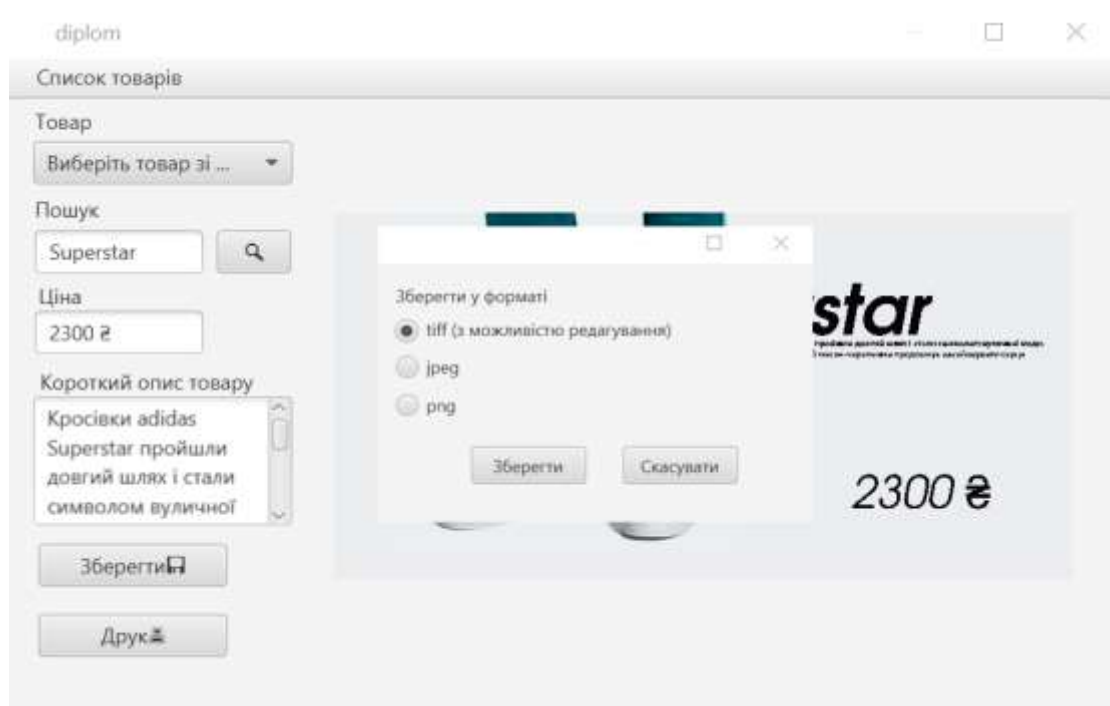 diplom
Список товарів
Товар
Виберіть товар зі ...
Пошук
Superstar
Ціна
2300 ₴
Короткий опис товару
Кросівки adidas
Superstar пройшли
довгий шлях і стали
символом вуличної
Зберегти
Друк
Зберегти у форматі
tiff (з можливістю редагування)
jpeg
png
Зберегти
Скасувати
star
2300 ₴